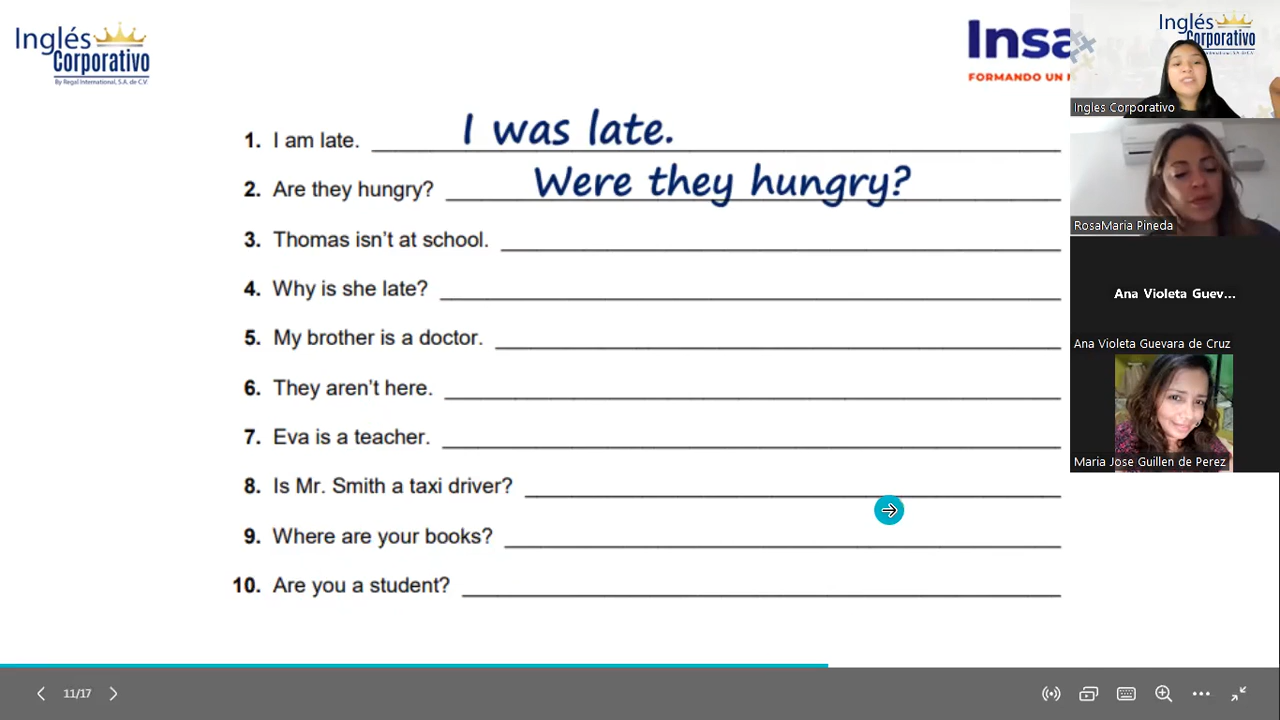 Inglés
Corporativo
By Regal International, S.A. de C.V.
Insa
FORMANDO UN
1. I am late. I was late.
2. Are they hungry? Were they hungry?
3. Thomas isn't at school.
4. Why is she late?
5. My brother is a doctor.
6. They aren't here.
7. Eva is a teacher.
8. Is Mr. Smith a taxi driver?
9. Where are your books?
10. Are you a student?
11/17
Inglés
Corporativo
Ingles Corporativo
RosaMaria Pineda
Ana Violeta Guev...
Ana Violeta Guevara de Cruz
Maria Jose Guillen de Perez